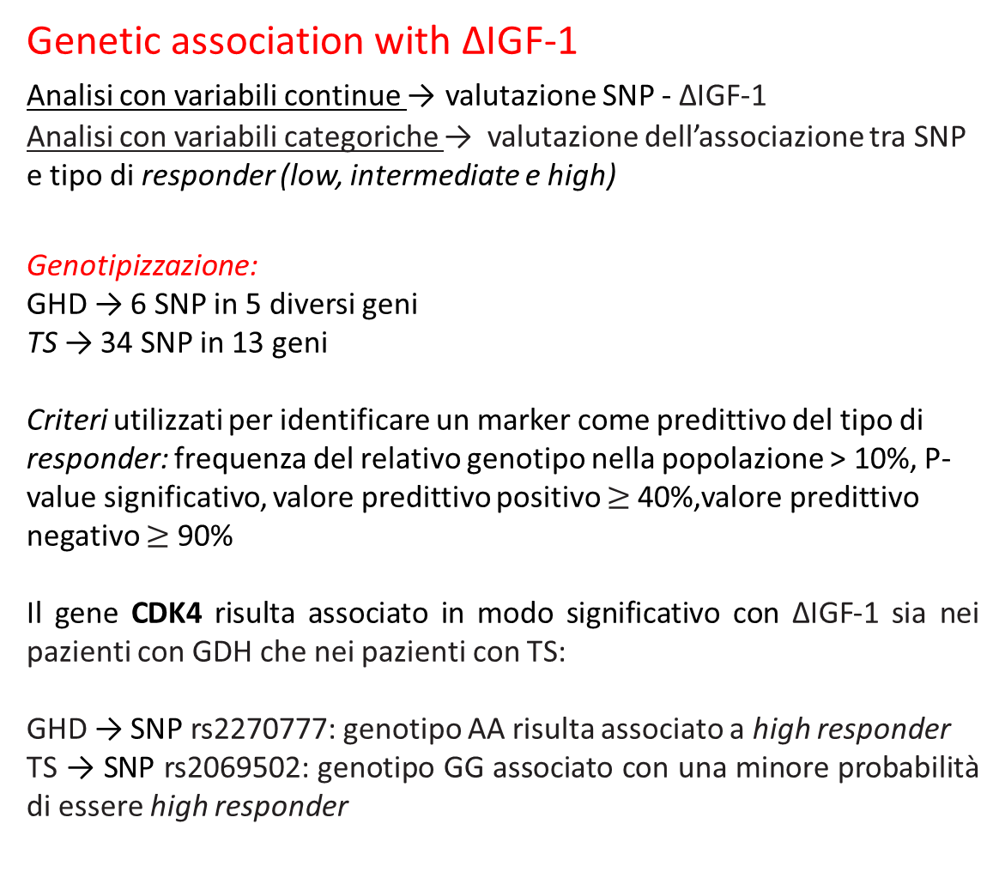 Genetic association with ΔIGF-1
Analisi con variabili continue → valutazione SNP - ΔIGF-1
Analisi con variabili categoriche → valutazione dell’associazione tra SNP
e tipo di responder (low, intermediate e high)
Genotipizzazione:
GHD → 6 SNP in 5 diversi geni
TS → 34 SNP in 13 geni
Criteri utilizzati per identificare un marker come predittivo del tipo di
responder: frequenza del relativo genotipo nella popolazione > 10%, P-
value significativo, valore predittivo positivo ≥ 40%,valore predittivo
negativo ≥ 90%
Il gene CDK4 risulta associato in modo significativo con ΔIGF-1 sia nei
pazienti con GDH che nei pazienti con TS:
GHD → SNP rs2270777: genotipo AA risulta associato a high responder
TS → SNP rs2069502: genotipo GG associato con una minore probabilità
di essere high responder